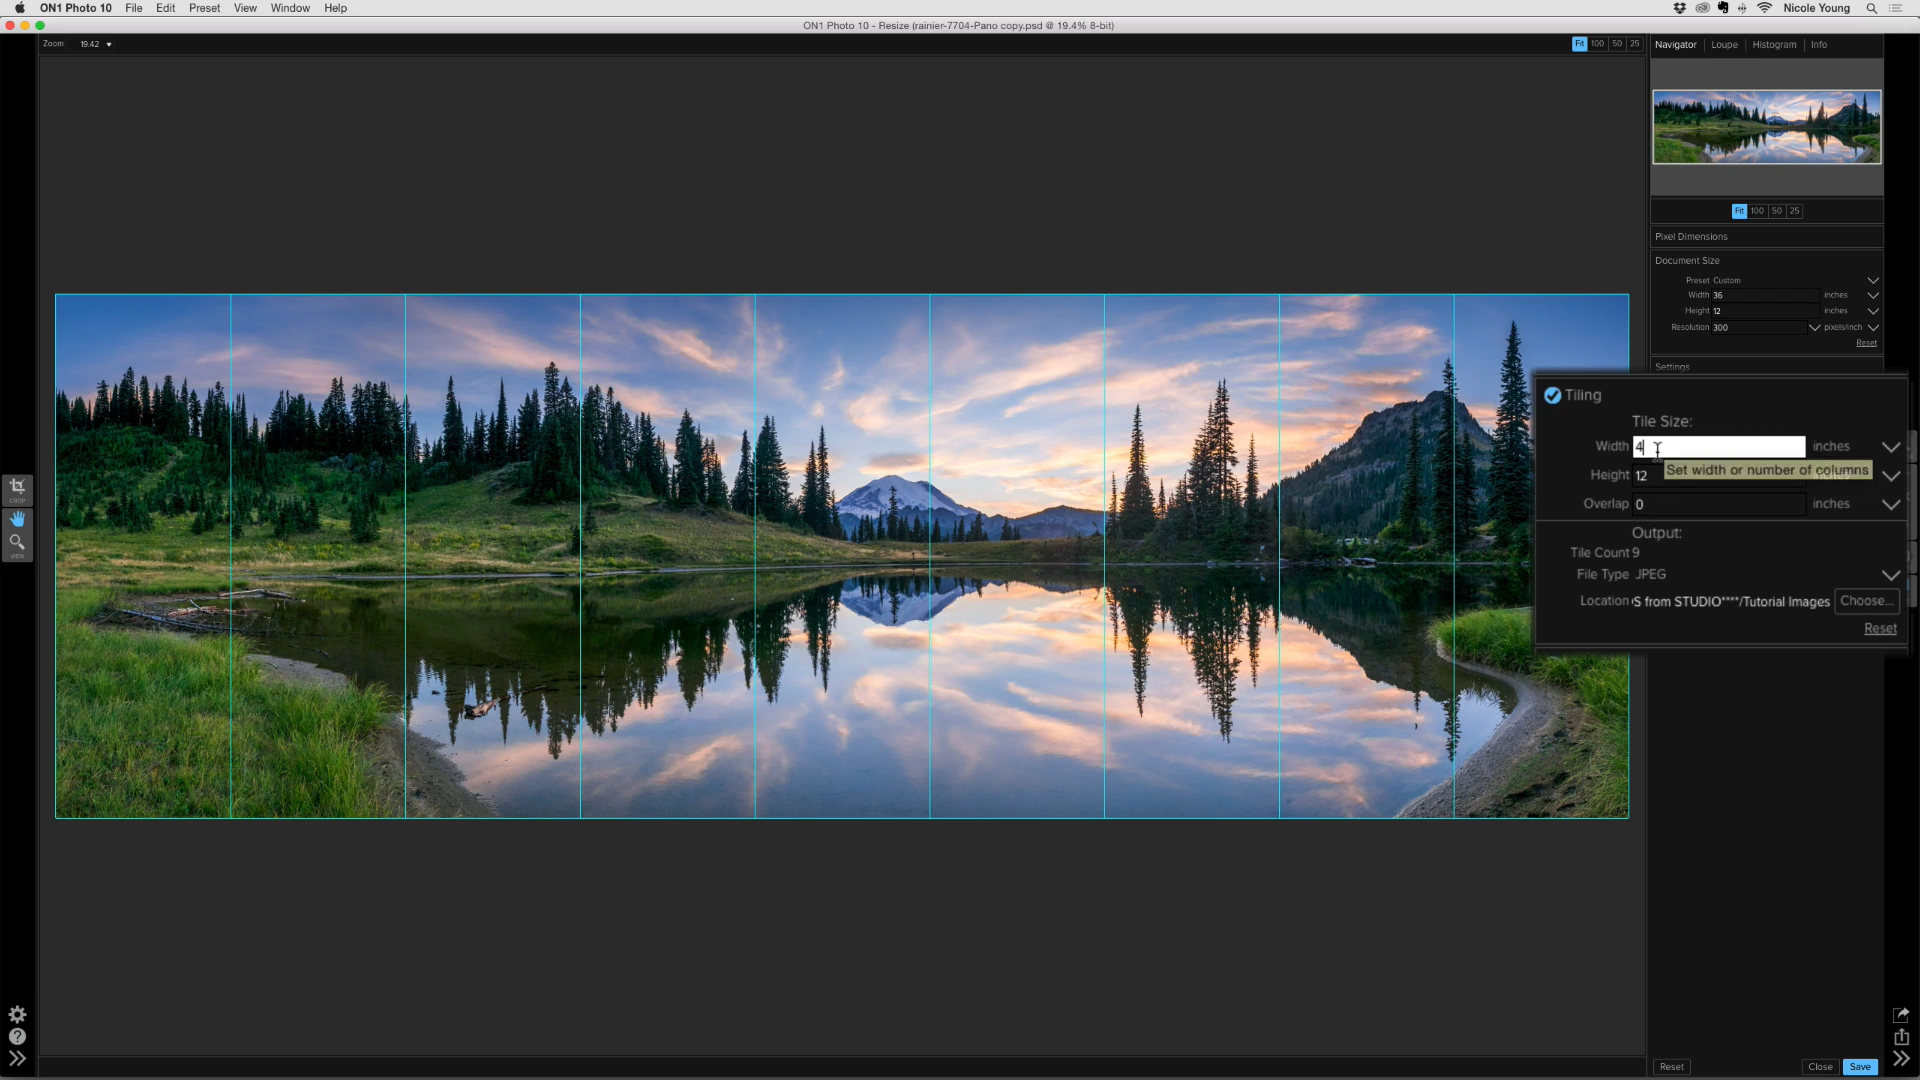 ON1 Photo 10 File Edit Preset View Window Help Nicole Young
ON1 Photo 10 - Resize (rainier-7704-Pano copy.psd @ 19.4% 8-bit)
Zoom 19.42 Fit 100 50 25
Navigator Loupe Histogram Info
Fit 100 50 25
Pixel Dimensions
Document Size
Preset Custom
Width 36 inches
Height 12 inches
Resolution 300 pixels/inch
Reset
Settings
Tiling
Tile Size:
Width 4 inches
Set width or number of columns
Height 12
Overlap 0 inches
Output:
Tile Count 9
File Type JPEG
Location S from STUDIO****/Tutorial Images Choose...
Reset
CROP
VIEW
Reset Close Save